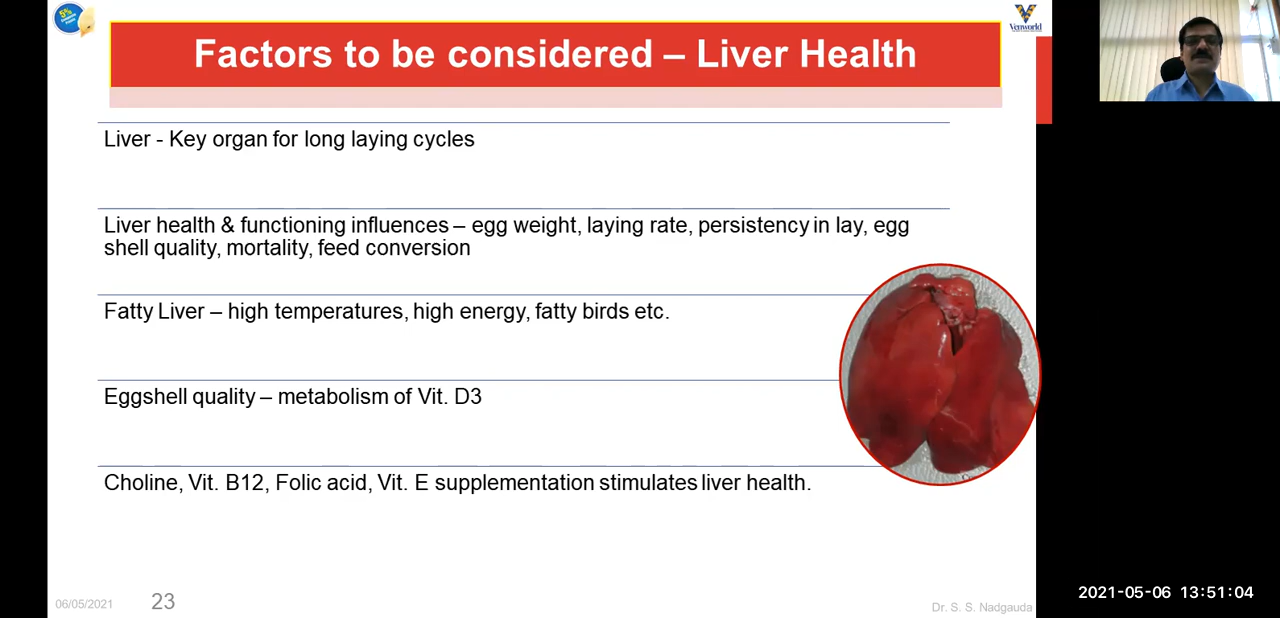 5%
Venworld
Factors to be considered – Liver Health
Liver - Key organ for long laying cycles
Liver health & functioning influences – egg weight, laying rate, persistency in lay, egg
shell quality, mortality, feed conversion
Fatty Liver – high temperatures, high energy, fatty birds etc.
Eggshell quality – metabolism of Vit. D3
Choline, Vit. B12, Folic acid, Vit. E supplementation stimulates liver health.
06/05/2021
23
Dr. S. S. Nadgauda
2021-05-06 13:51:04